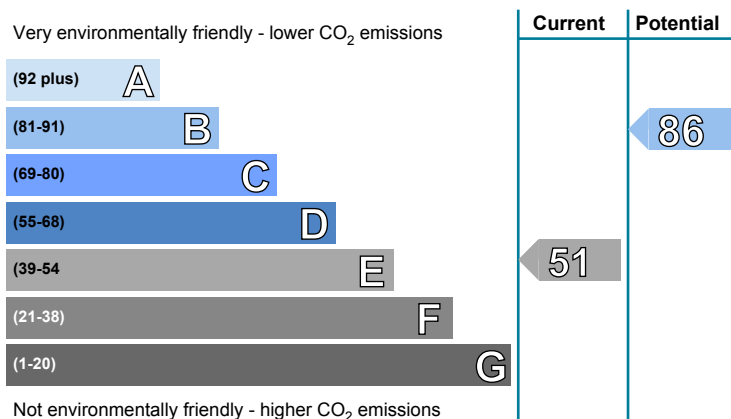 Very environmentally friendly - lower CO2 emissions
Current
Potential
(92 plus) A
(81-91) B
86
(69-80) C
(55-68) D
(39-54 E
51
(21-38) F
(1-20) G
Not environmentally friendly - higher CO2 emissions